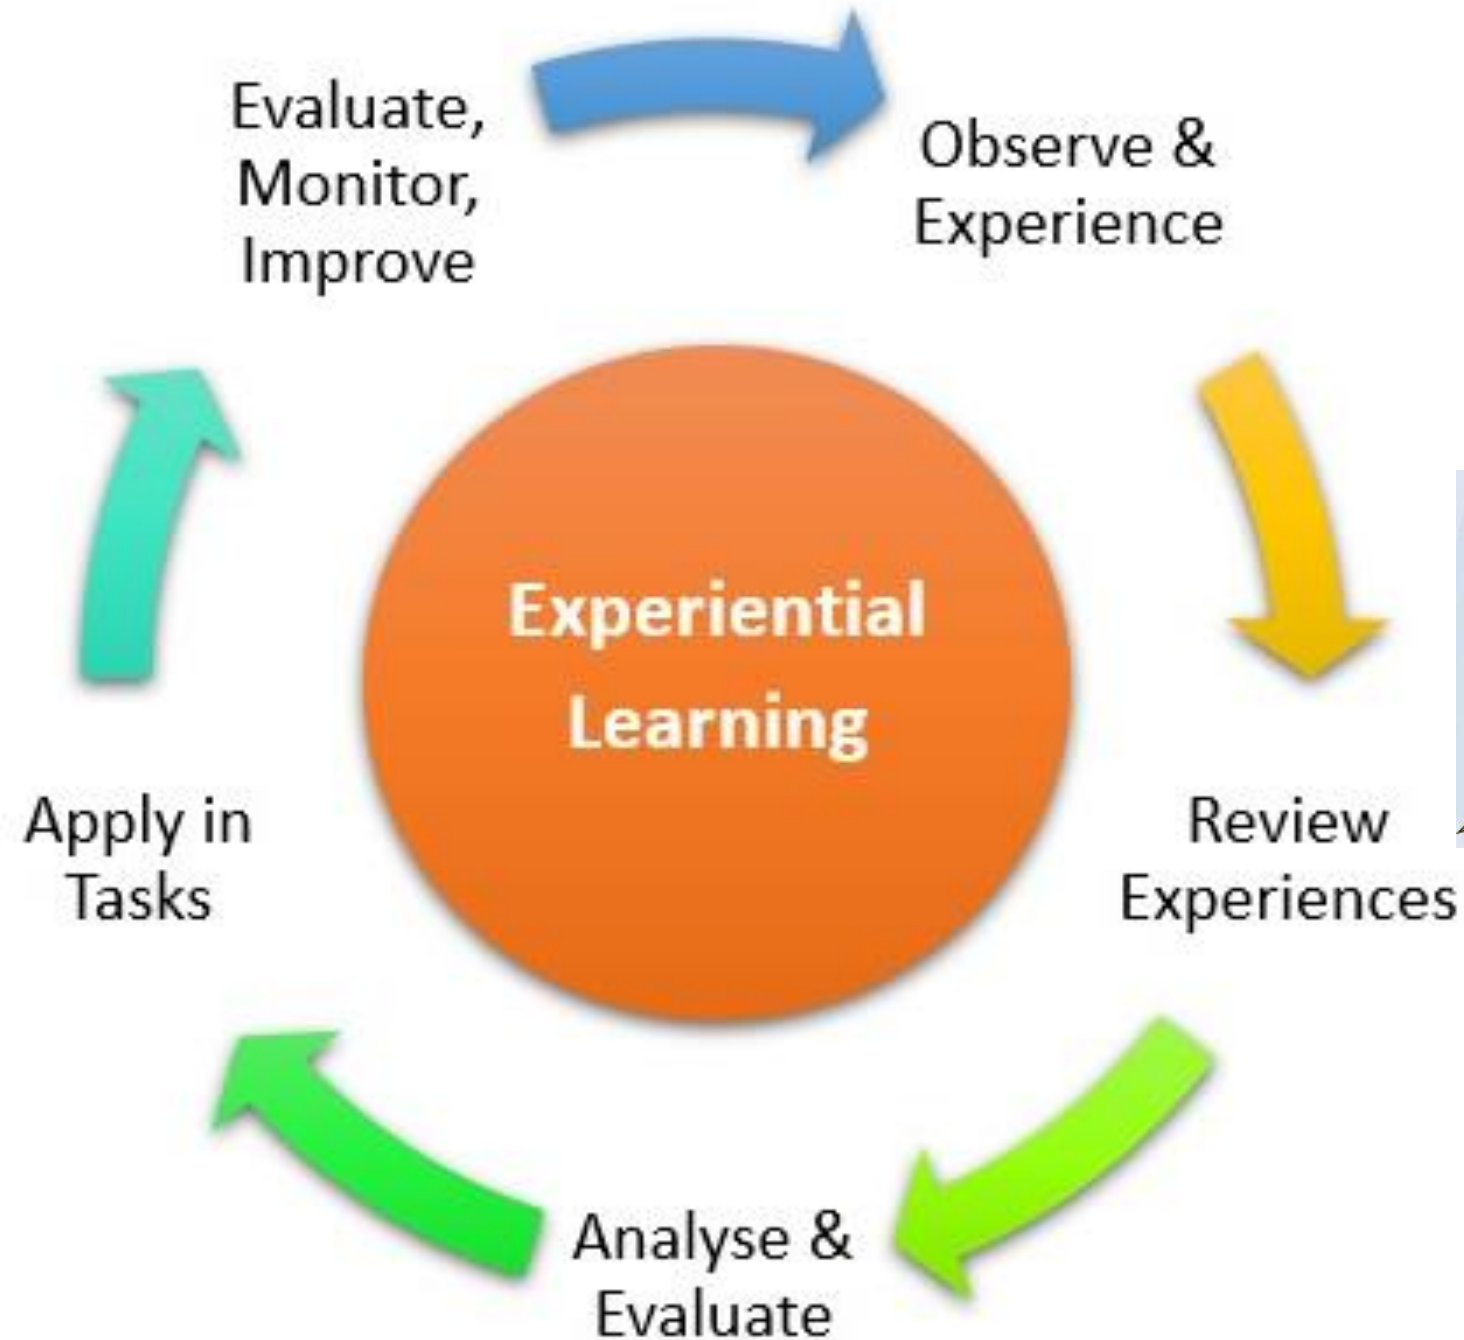 Evaluate,
Monitor,
Improve
Observe &
Experience
Experiential
Learning
Review
Experiences
Apply in
Tasks
Analyse &
Evaluate